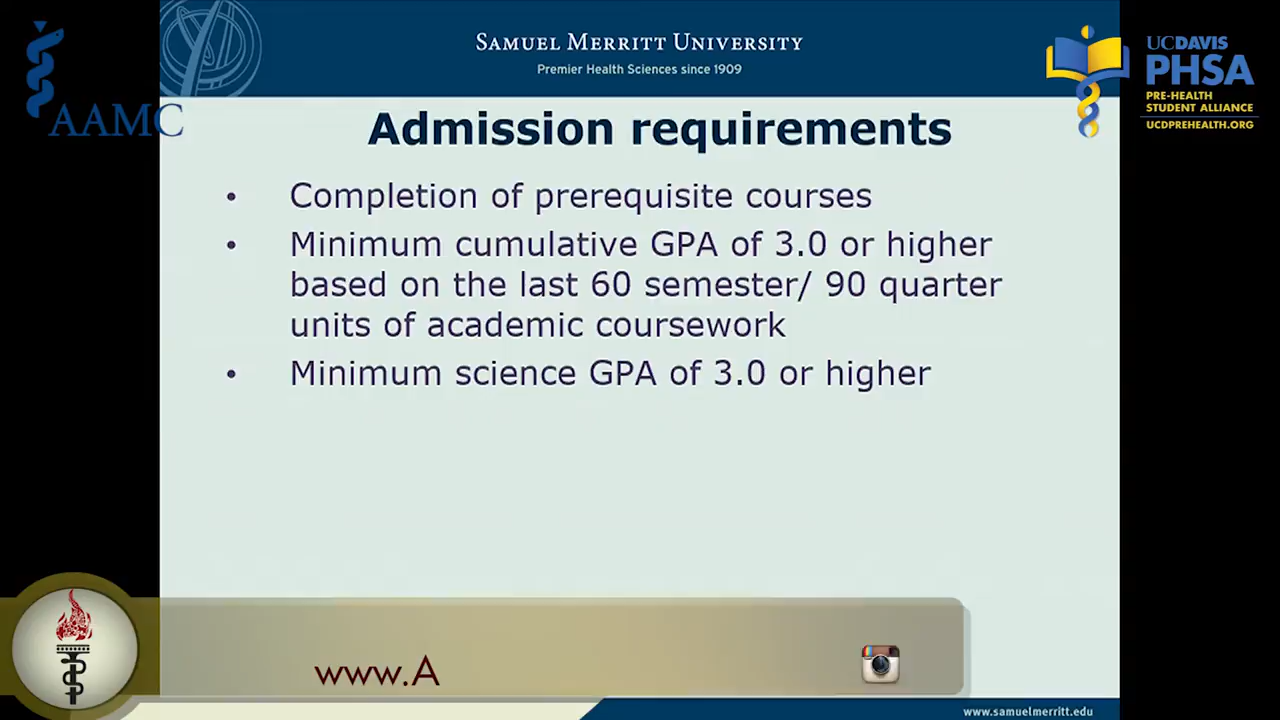 AAMC
SAMUEL MERRITT UNIVERSITY
Premier Health Sciences since 1909
UCDAVIS
PHSA
PRE-HEALTH
STUDENT ALLIANCE
UCDPREHEALTH.ORG
Admission requirements
• Completion of prerequisite courses
• Minimum cumulative GPA of 3.0 or higher
based on the last 60 semester/ 90 quarter
units of academic coursework
• Minimum science GPA of 3.0 or higher
www.A
www.samuelmerritt.edu